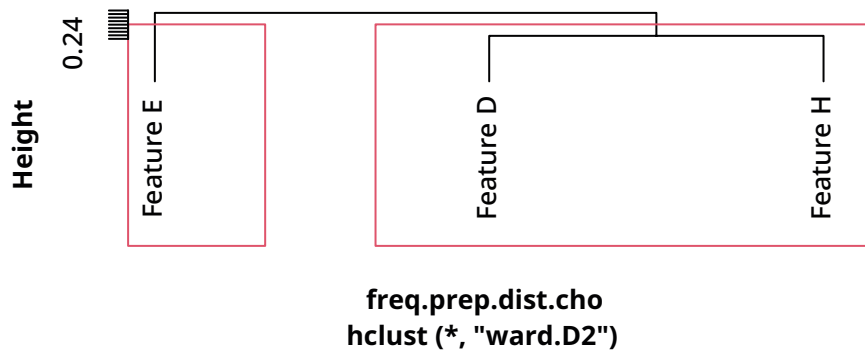 0.24
Height
Feature E
Feature D
Feature H
freq.prep.dist.cho
hclust (*, "ward.D2")